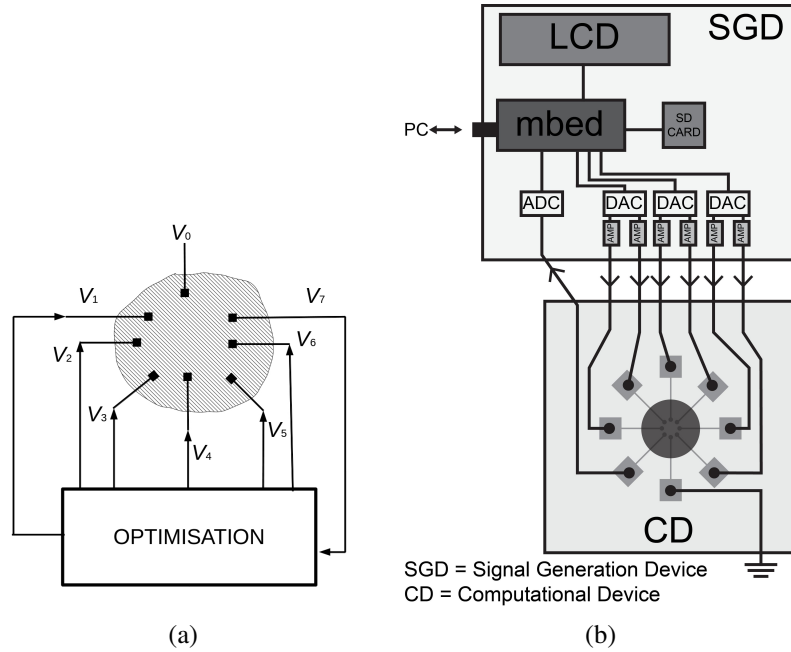 V0
V1
V7
V2
V6
V3
V5
V4
OPTIMISATION
(a)
LCD
SGD
PC
mbed
SD
CARD
ADC
DAC
DAC
DAC
AMP
AMP
AMP
AMP
AMP
AMP
CD
SGD = Signal Generation Device
CD = Computational Device
(b)